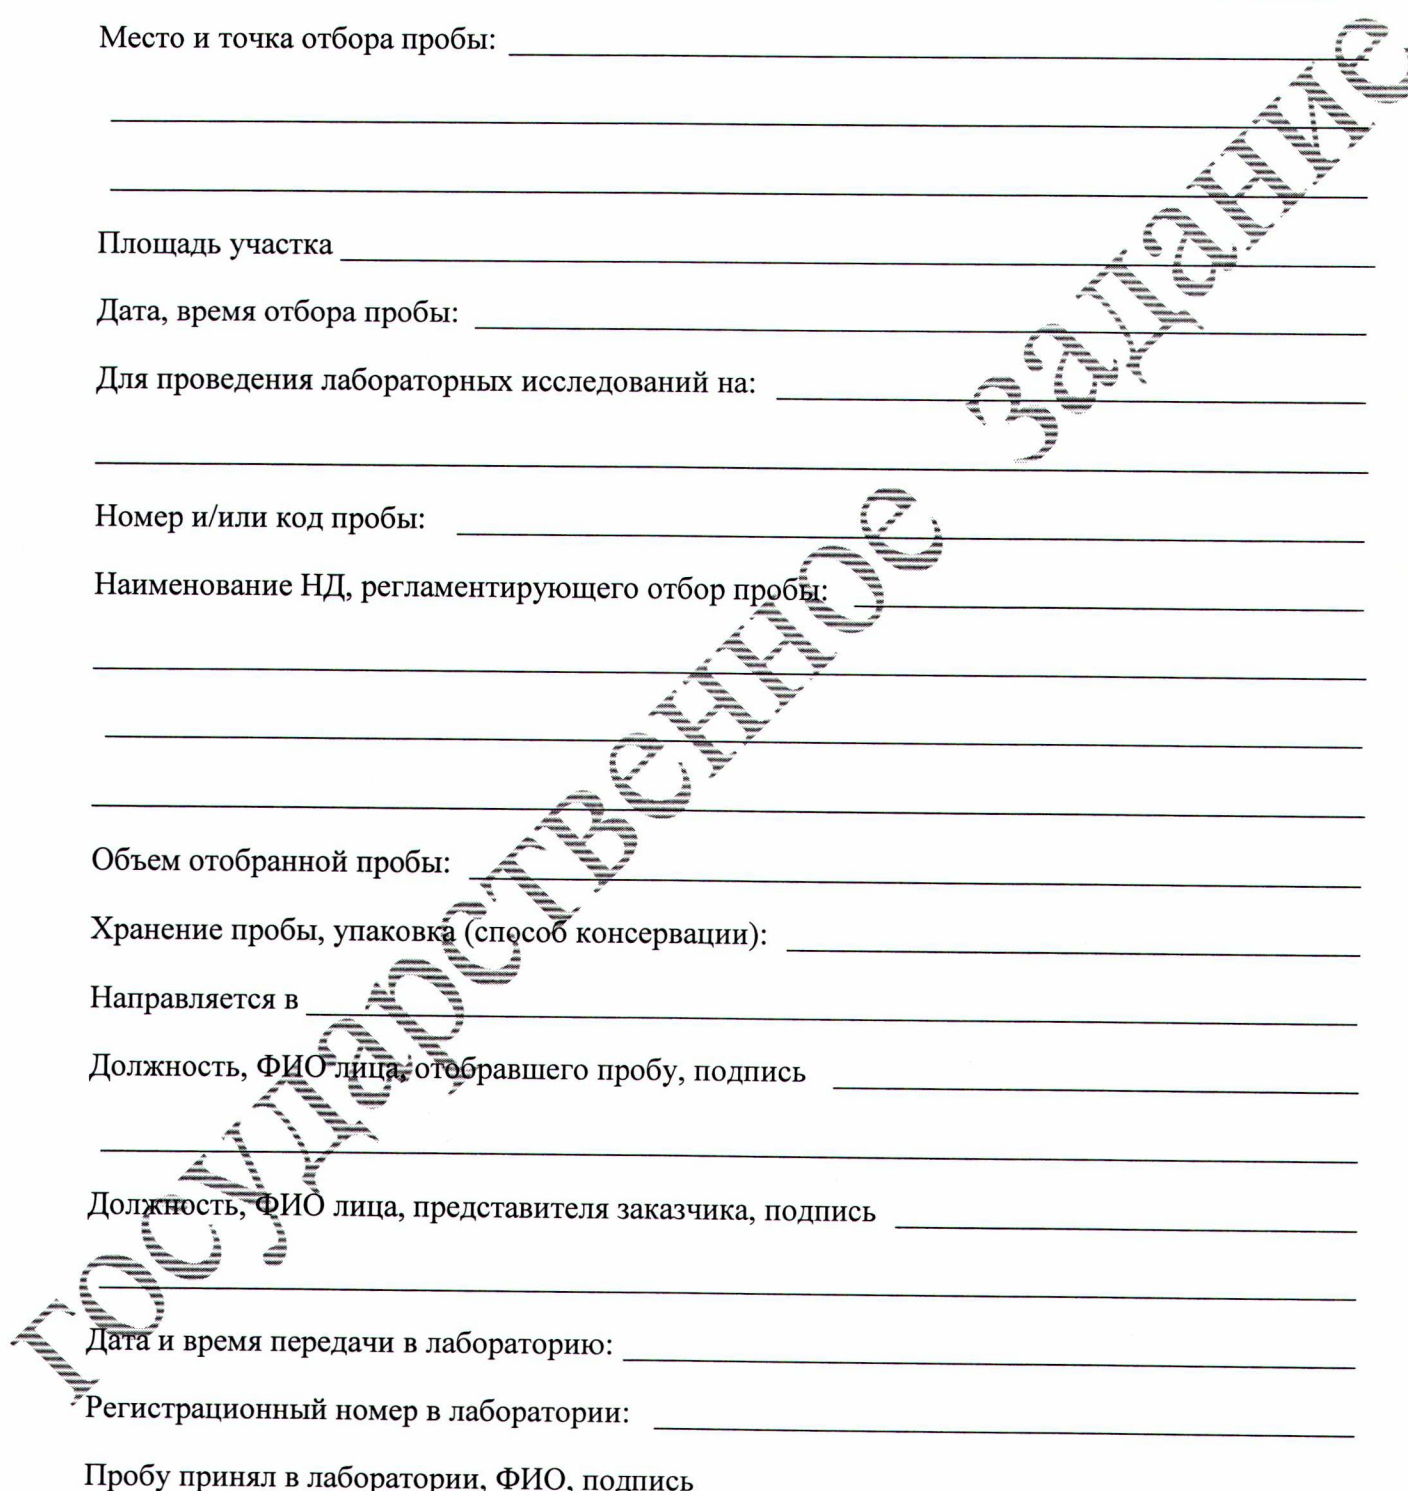 Место и точка отбора пробы:
Площадь участка
Дата, время отбора пробы:
Для проведения лабораторных исследований на:
Номер и/или код пробы:
Наименование НД, регламентирующего отбор пробы:
Объем отобранной пробы:
Хранение пробы, упаковка (способ консервации):
Направляется в
Должность, ФИО лица, отобравшего пробу, подпись
Должность, ФИО лица, представителя заказчика, подпись
Дата и время передачи в лабораторию:
Регистрационный номер в лаборатории:
Пробу принял в лаборатории, ФИО, подпись
государственное задание